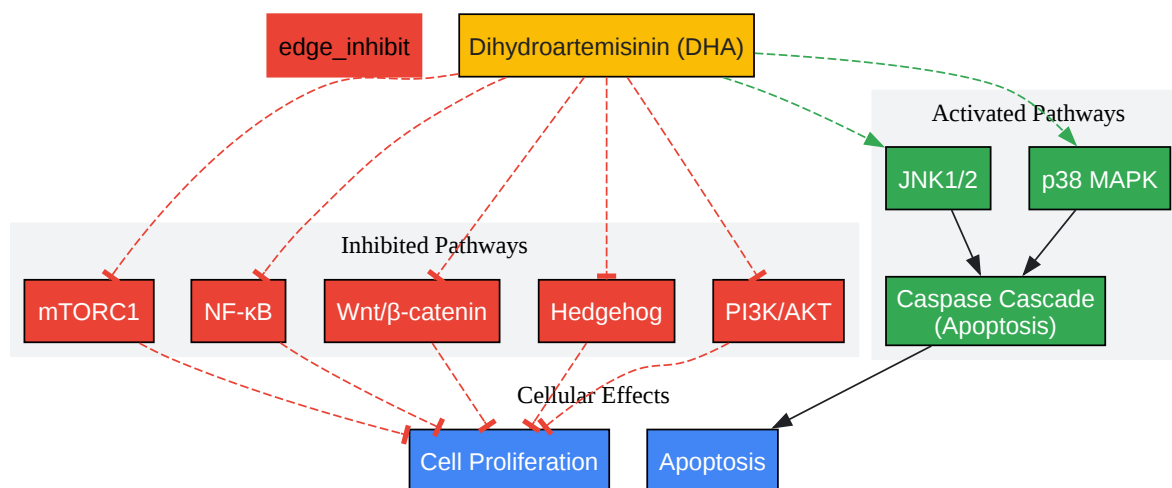 edge_inhibit
Dihydroartemisinin (DHA)
Activated Pathways
JNK1/2
p38 MAPK
Inhibited Pathways
mTORC1
NF-κB
Wnt/β-catenin
Hedgehog
PI3K/AKT
Caspase Cascade
(Apoptosis)
Cellular Effects
Cell Proliferation
Apoptosis